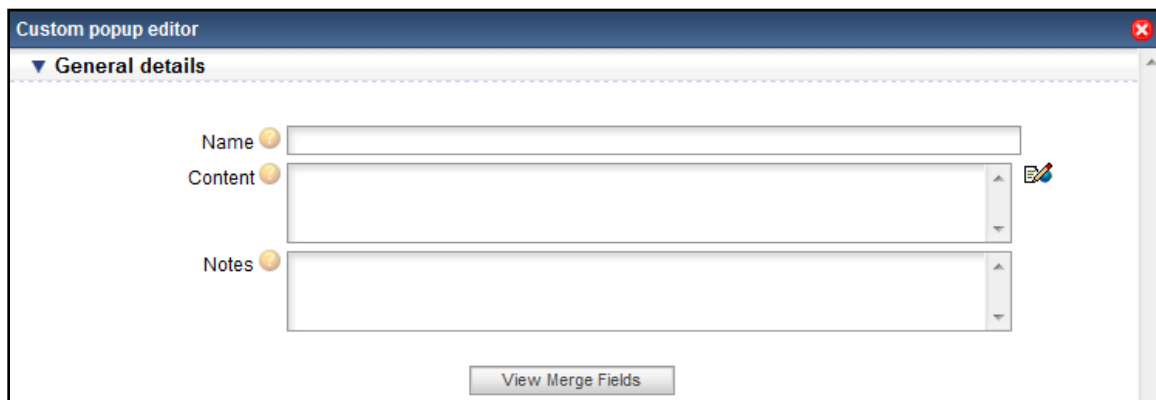 Custom popup editor
General details
Name ?
Content ?
Notes ?
View Merge Fields